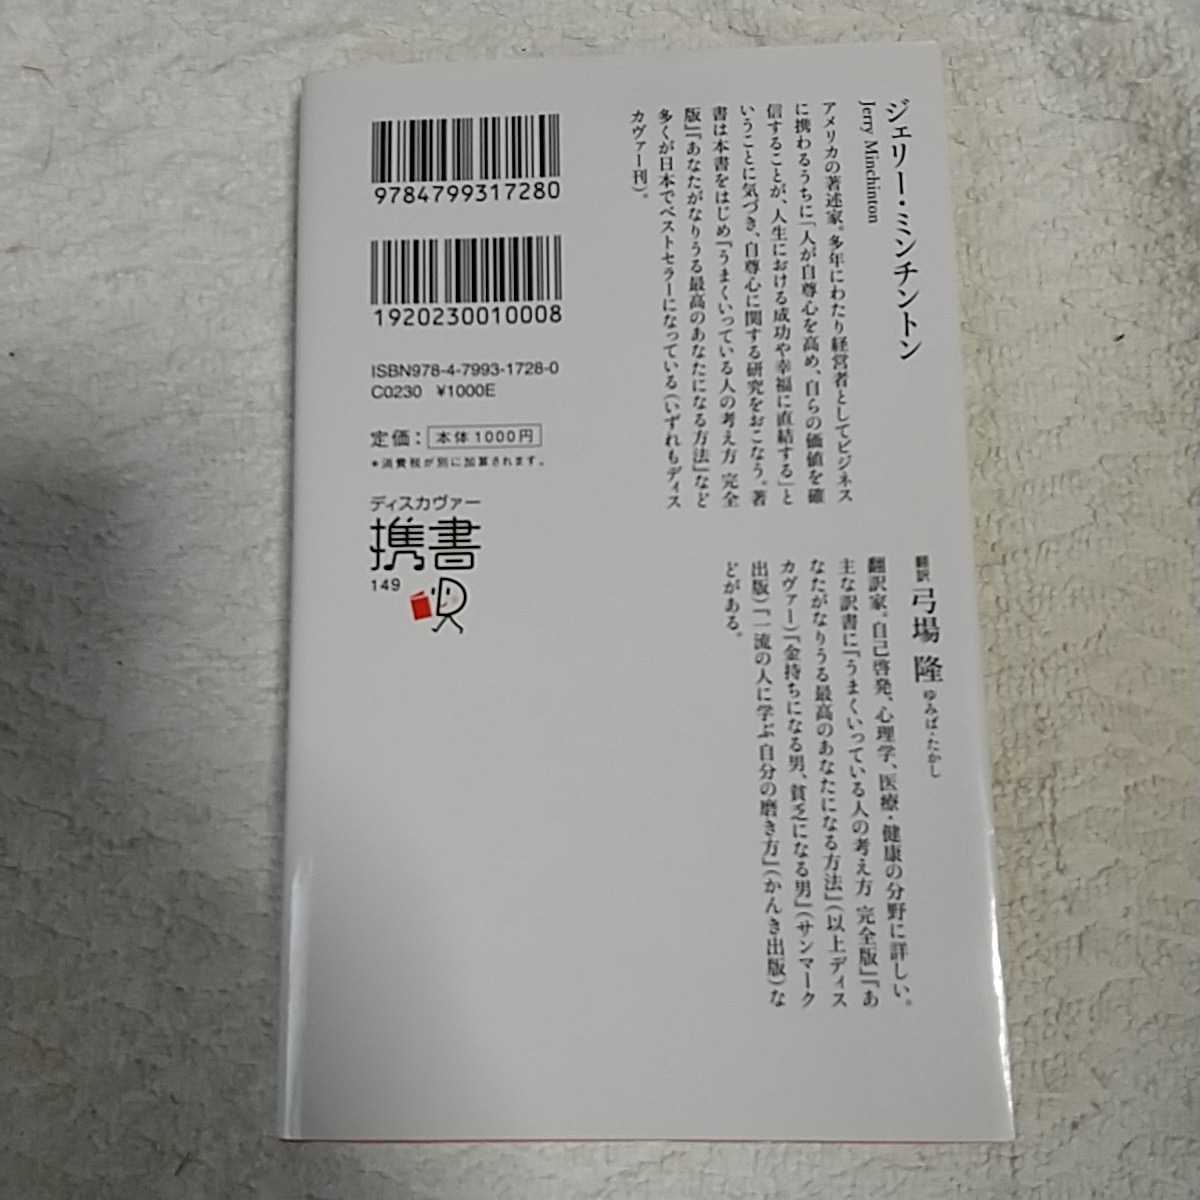 ジェリー・ミンチントン
Jerry Minchinton
アメリカの著述家。多年にわたり経営者としてビジネス
に携わるうちに「人が自尊心を高め、自らの価値を確
信することが、人生における成功や幸福に直結する」と
いうことに気づき、自尊心に関する研究をおこなう。著
書は本書をはじめ『うまくいっている人の考え方 完全
版』『あなたがなりうる最高のあなたになる方法』など
多くが日本でベストセラーになっている(いずれもディス
カヴァー刊)。
翻訳 弓場 隆 ゆみば・たかし
翻訳家。自己啓発、心理学、医療・健康の分野に詳しい。
主な訳書に『うまくいっている人の考え方 完全版』『あ
なたがなりうる最高のあなたになる方法』(以上ディス
カヴァー)『金持ちになる男、貧乏になる男』(サンマーク
出版)『一流の人に学ぶ自分の磨き方』(かんき出版)な
どがある。
9784799317280
1920230010008
ISBN978-4-7993-1728-0
C0230 ¥1000E
定価： 本体1000円
*消費税が別に加算されます。
ディスカヴァー
携書
149